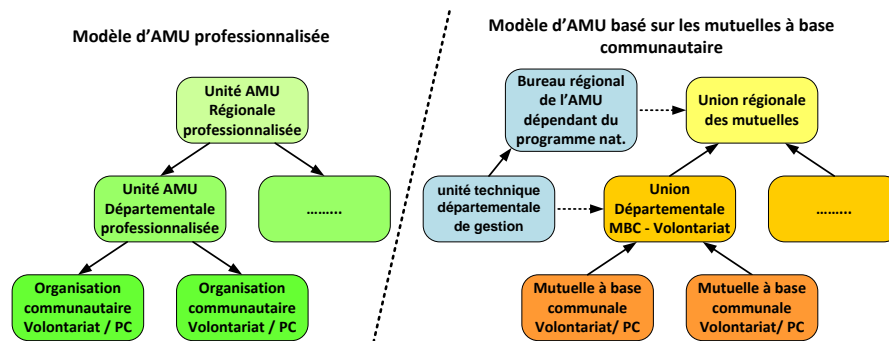 Modèle d'AMU professionnalisée
Unité AMU
Régionale
professionnalisée
Unité AMU
Départementale
professionnalisée
……...
Organisation
communautaire
Volontariat / PC
Organisation
communautaire
Volontariat / PC
Modèle d'AMU basé sur les mutuelles à base
communautaire
Bureau régional
de l'AMU
dépendant du
programme nat.
Union régionale
des mutuelles
unité technique
départementale
de gestion
Union
Départementale
MBC - Volontariat
……...
Mutuelle à base
communale
Volontariat/ PC
Mutuelle à base
communale
Volontariat/ PC